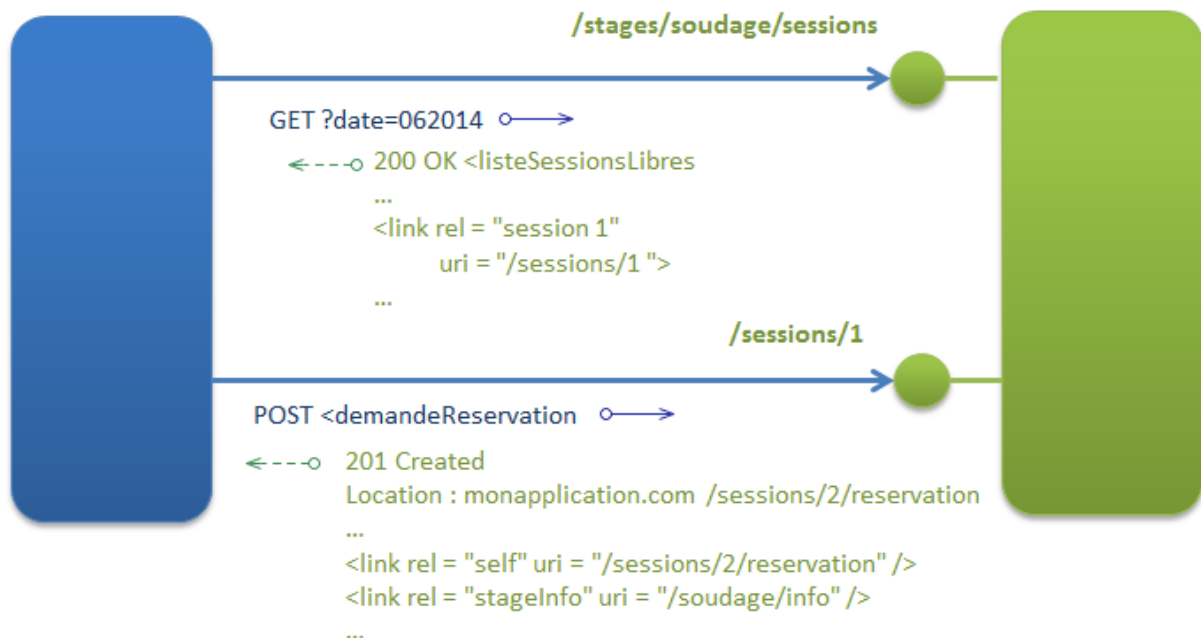 /stages/soudage/sessions
GET ?date=062014
200 OK <listeSessionsLibres
...
<link rel = "session 1"
uri = "/sessions/1 ">
...
/sessions/1
POST <demandeReservation
201 Created
Location : monapplication.com /sessions/2/reservation
...
<link rel = "self" uri = "/sessions/2/reservation" />
<link rel = "stageInfo" uri = "/soudage/info" />
...